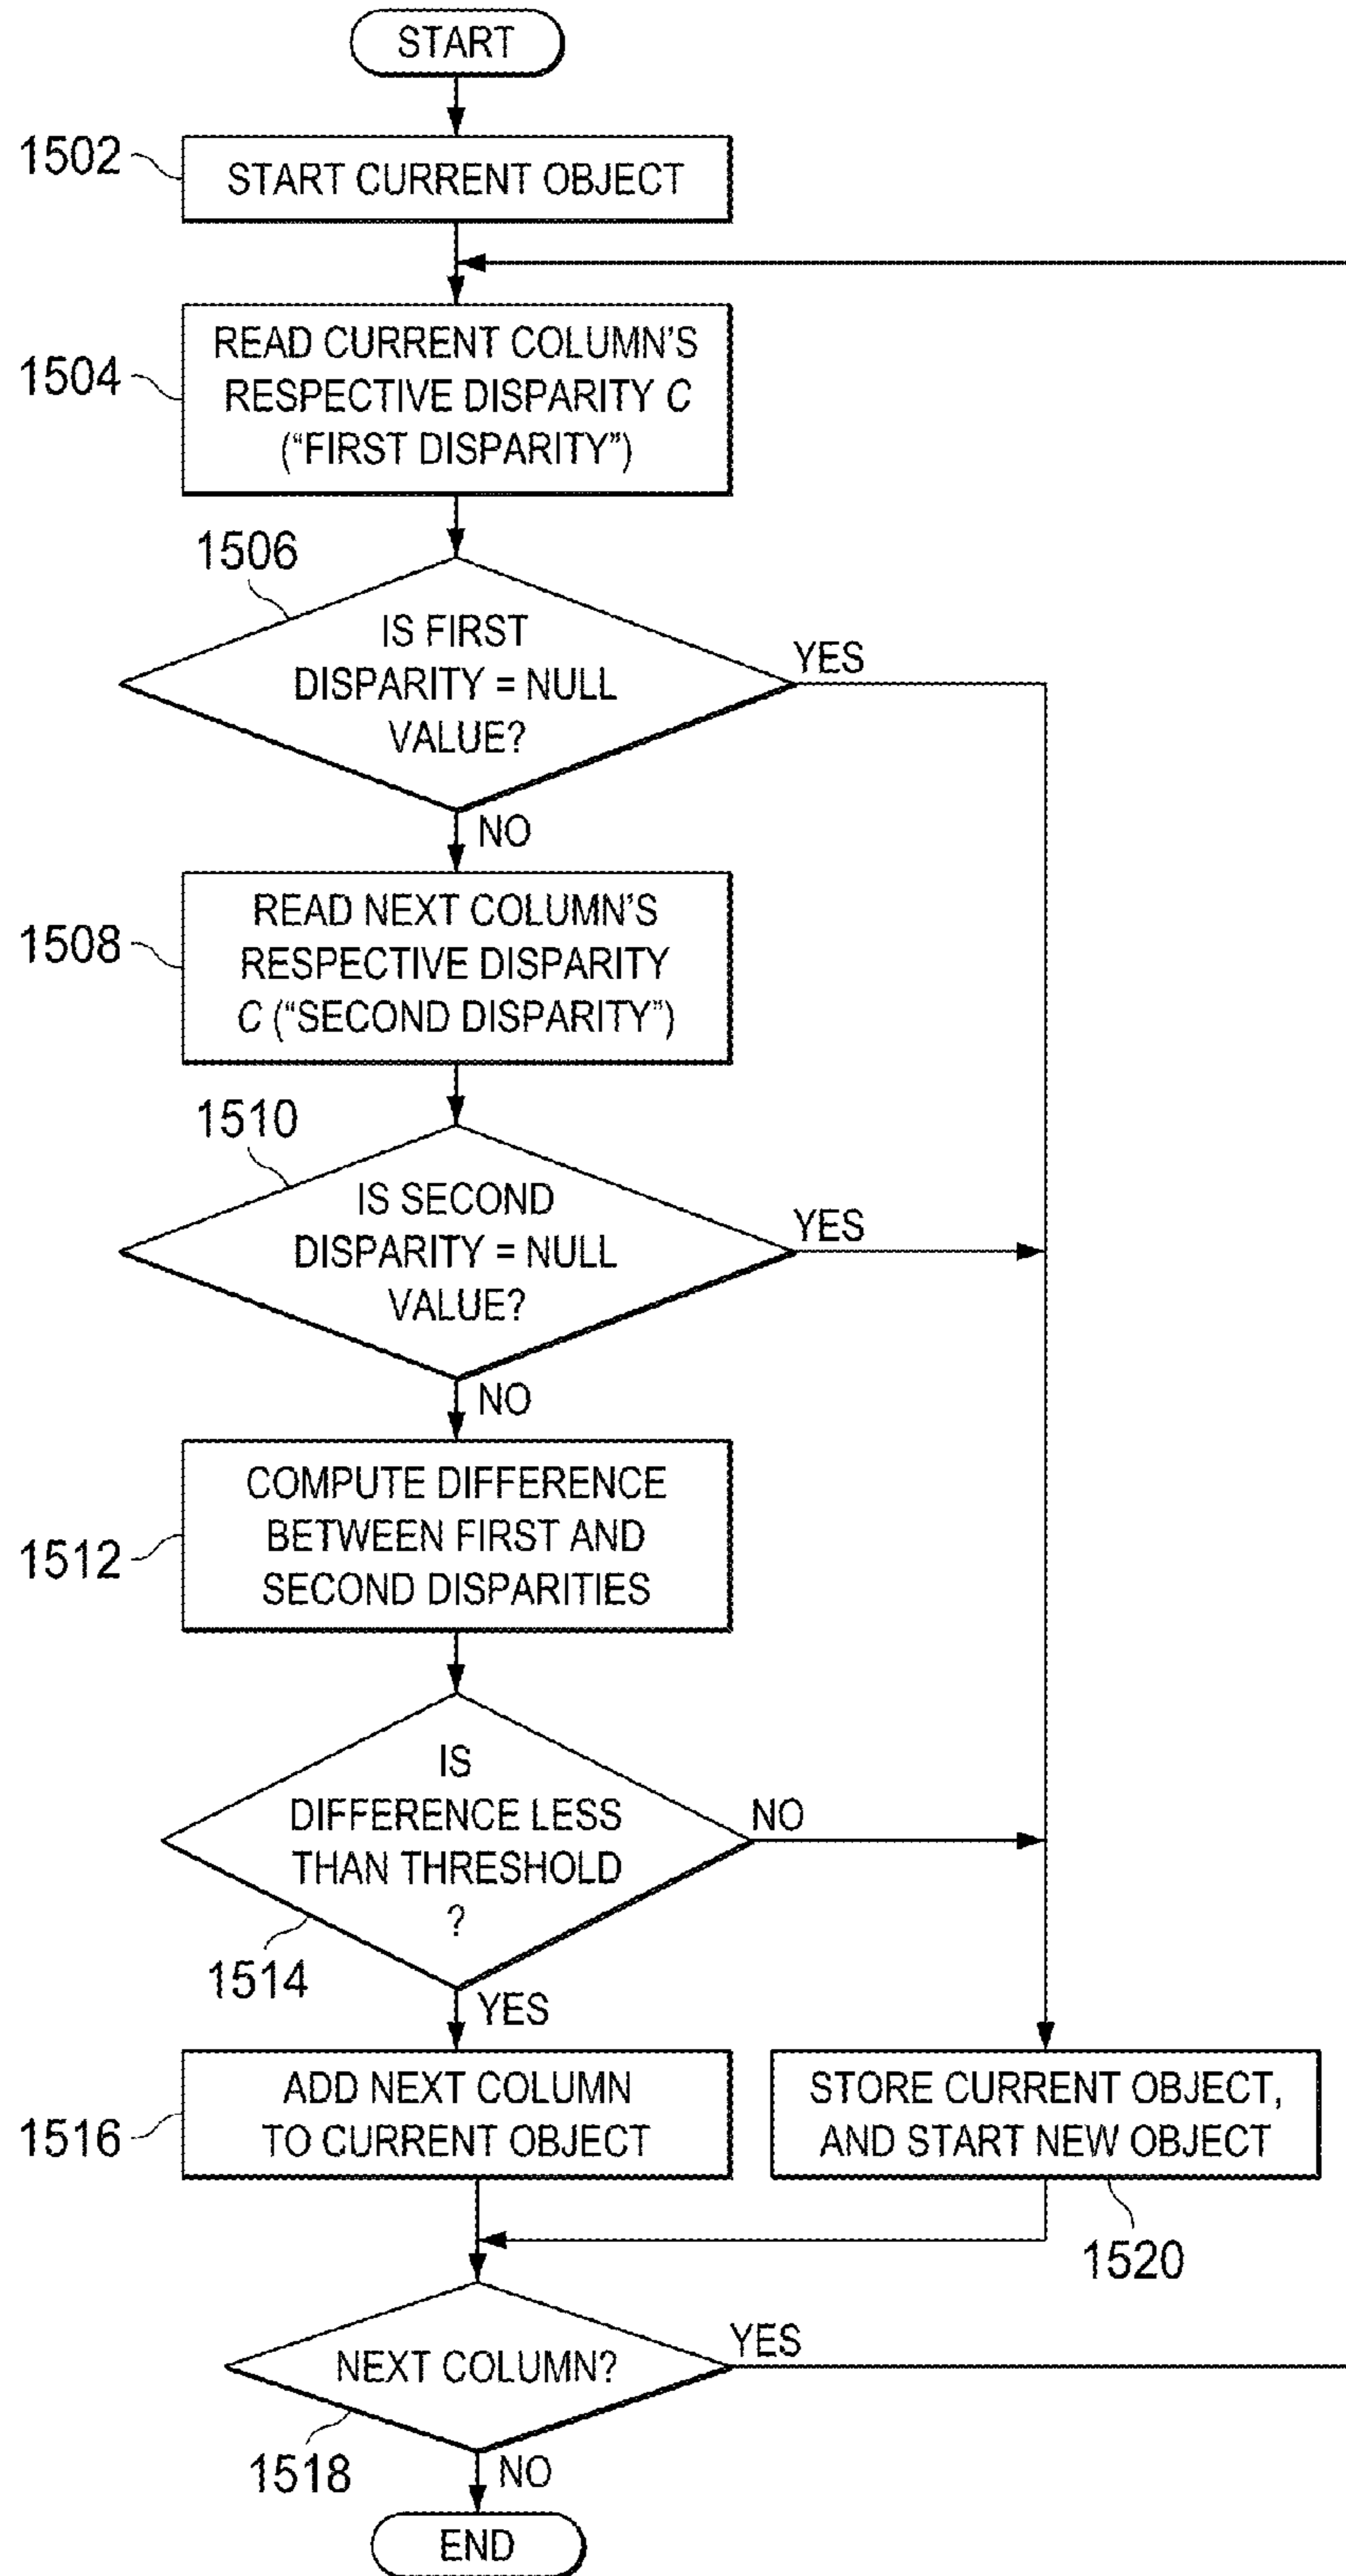 START
1502
START CURRENT OBJECT
1504
READ CURRENT COLUMN'S
RESPECTIVE DISPARITY C
("FIRST DISPARITY")
1506
IS FIRST
DISPARITY = NULL
VALUE?
YES
NO
1508
READ NEXT COLUMN'S
RESPECTIVE DISPARITY
C ("SECOND DISPARITY")
1510
IS SECOND
DISPARITY = NULL
VALUE?
YES
NO
1512
COMPUTE DIFFERENCE
BETWEEN FIRST AND
SECOND DISPARITIES
IS
DIFFERENCE LESS
THAN THRESHOLD
?
NO
1514
YES
1516
ADD NEXT COLUMN
TO CURRENT OBJECT
STORE CURRENT OBJECT,
AND START NEW OBJECT
1520
NEXT COLUMN?
YES
1518
NO
END